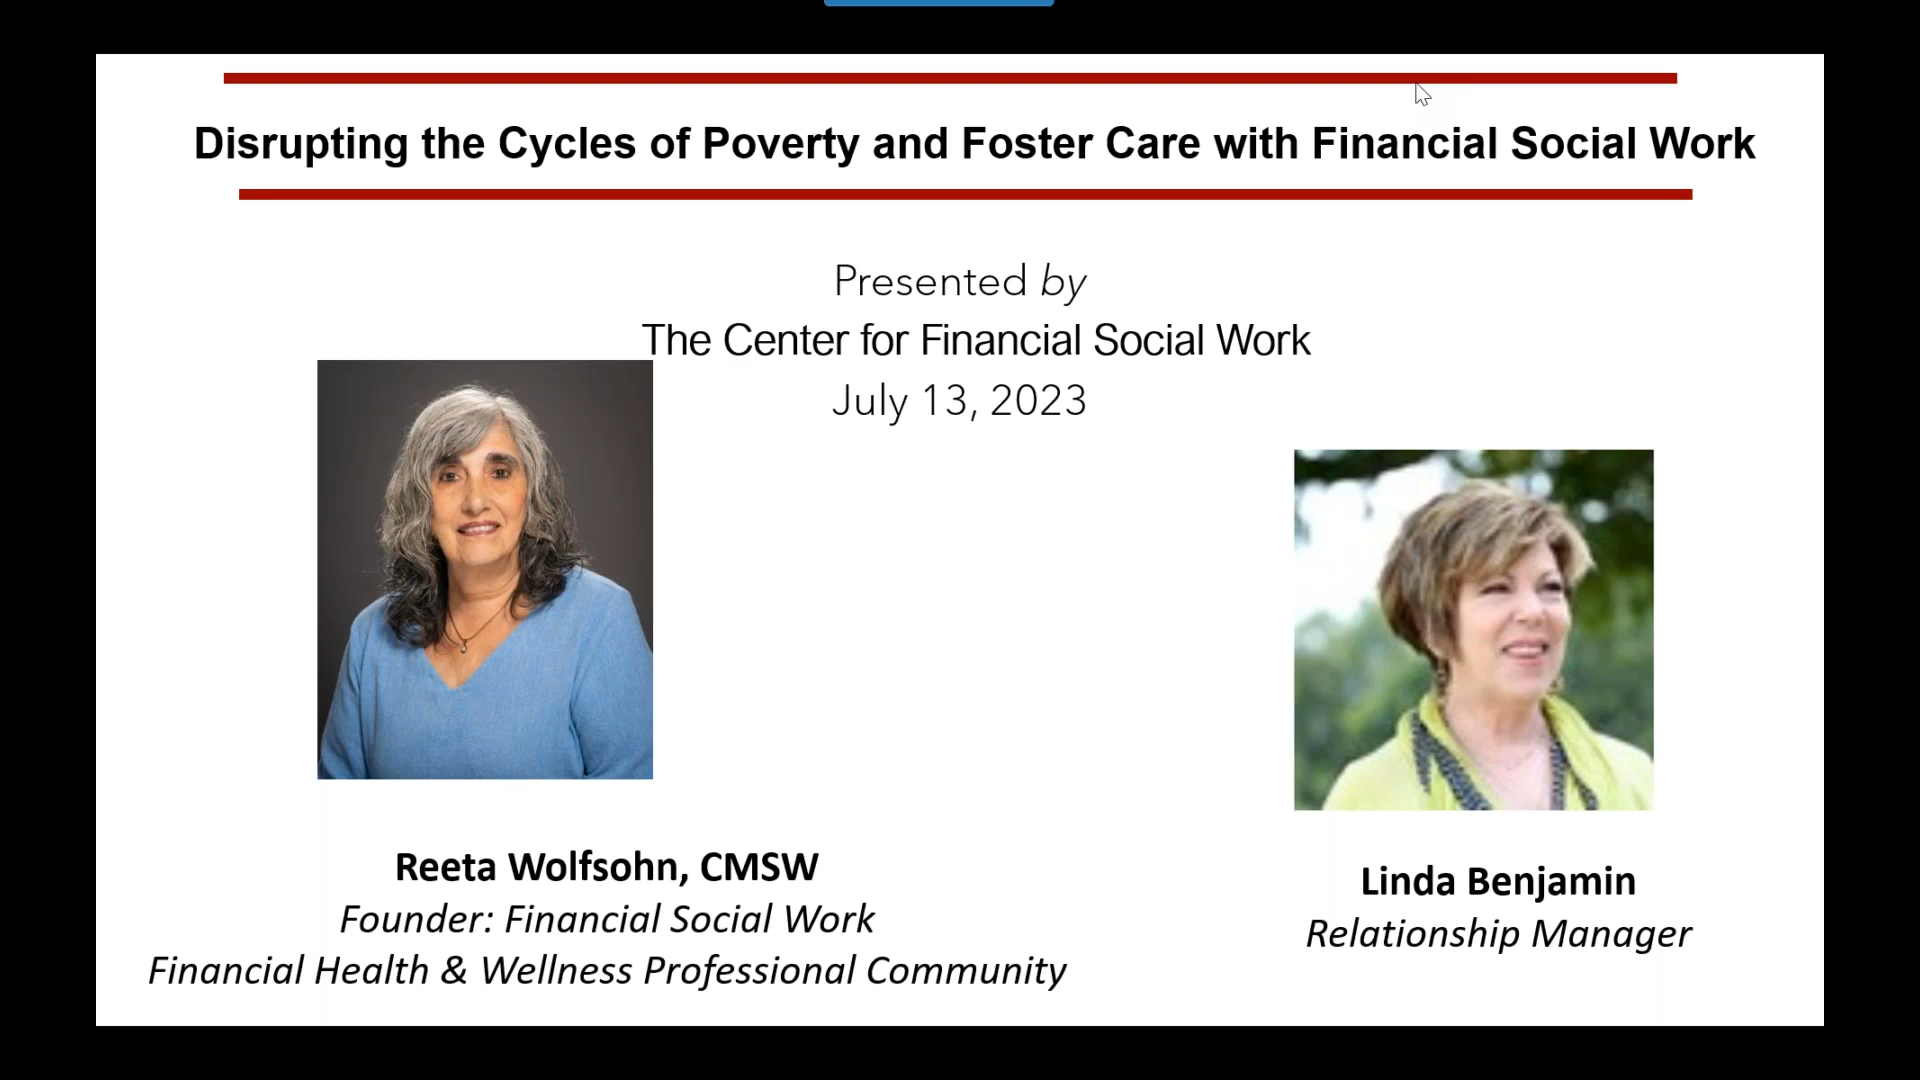 Disrupting the Cycles of Poverty and Foster Care with Financial Social Work
Presented by
The Center for Financial Social Work
July 13, 2023
Reeta Wolfsohn, CMSW
Founder: Financial Social Work
Financial Health & Wellness Professional Community
Linda Benjamin
Relationship Manager